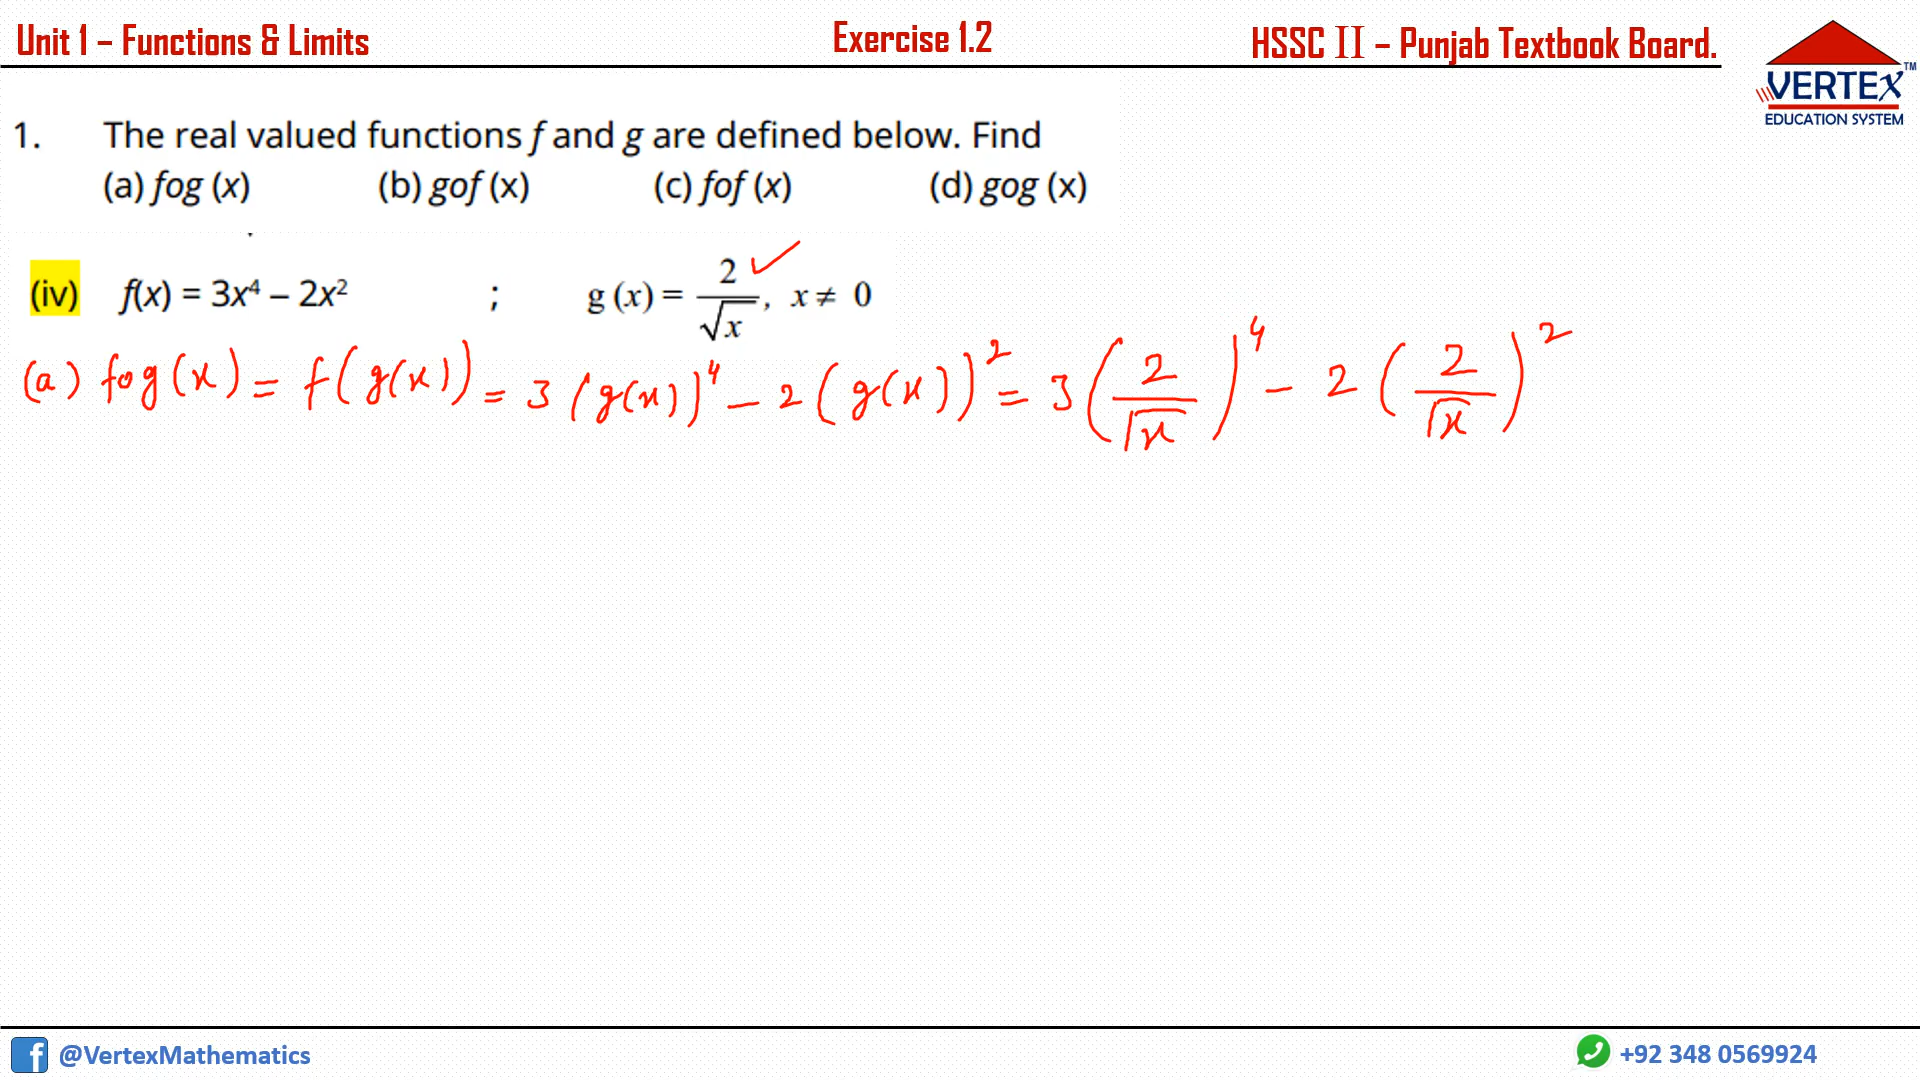 Unit 1 – Functions & Limits Exercise 1.2 HSSC II – Punjab Textbook Board.
VERTEX™
EDUCATION SYSTEM
1. The real valued functions f and g are defined below. Find
(a) fog (x) (b) gof (x) (c) fof (x) (d) gog (x)
(iv) f(x) = 3x⁴ – 2x² ; g (x) = 2/√x, x ≠ 0
(a) fog(x) = f(g(x)) = 3(g(x))⁴ – 2(g(x))² = 3(2/√x)⁴ – 2(2/√x)²
@VertexMathematics +92 348 0569924